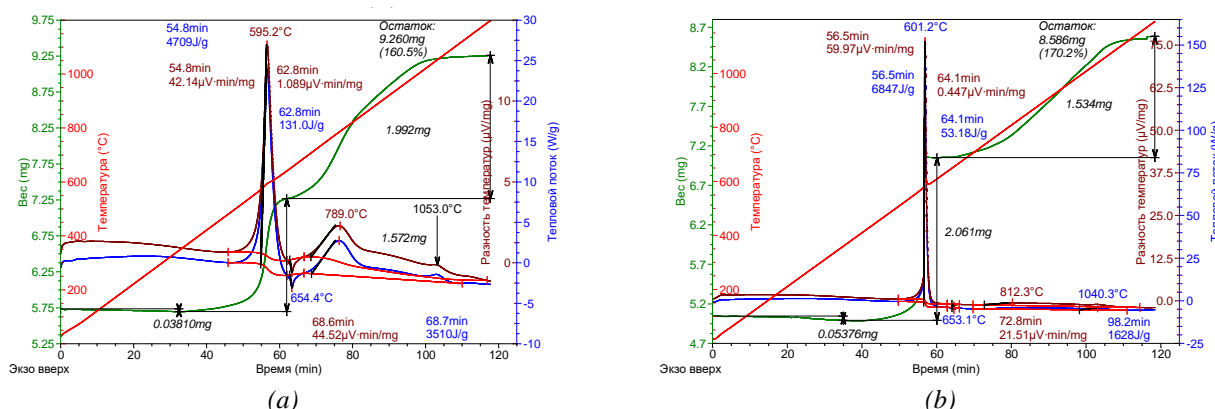 54.8min
4709J/g
595.2°C
Остаток:
9.260mg
(160.5%)
54.8min
42.14µV·min/mg
62.8min
1.089µV·min/mg
62.8min
131.0J/g
1.992mg
789.0°C
1053.0°C
1.572mg
654.4°C
0.03810mg
68.6min
44.52µV·min/mg
68.7min
3510J/g
Вес (mg)
9.75
9.25
8.75
8.25
7.75
7.25
6.75
6.25
5.75
5.25
Температура (°C)
1000
800
600
400
200
Разность температур (µV/mg)
10
5
0
Тепловой поток (W/g)
30
25
20
15
10
5
0
-5
-10
0
20
40
60
80
100
120
Экзо вверх
Время (min)
(a)
56.5min
59.97µV·min/mg
601.2°C
Остаток:
8.586mg
(170.2%)
56.5min
6847J/g
64.1min
0.447µV·min/mg
64.1min
53.18J/g
1.534mg
2.061mg
812.3°C
1040.3°C
653.1°C
0.05376mg
72.8min
21.51µV·min/mg
98.2min
1628J/g
Вес (mg)
8.7
8.2
7.7
7.2
6.7
6.2
5.7
5.2
4.7
Температура (°C)
1000
800
600
400
200
Разность температур (µV/mg)
75.0
62.5
50.0
37.5
25.0
12.5
0.0
Тепловой поток (W/g)
150
125
100
75
50
25
0
-25
0
20
40
60
80
100
120
Экзо вверх
Время (min)
(б)